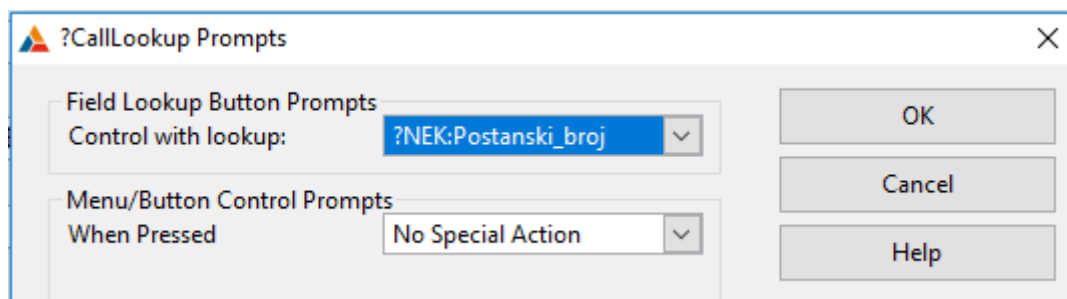 ?CallLookup Prompts
Field Lookup Button Prompts
Control with lookup: ?NEK:Postanski_broj
OK
Cancel
Menu/Button Control Prompts
When Pressed No Special Action
Help